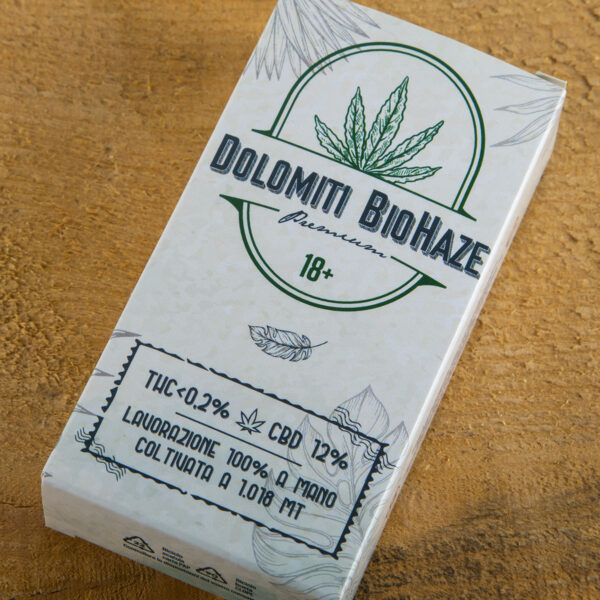 DOLOMITI BIOHAZE
Premium
18+
THC<0,2% CBD 12%
LAVORAZIONE 100% A MANO
COLTIVATA A 1.018 MT